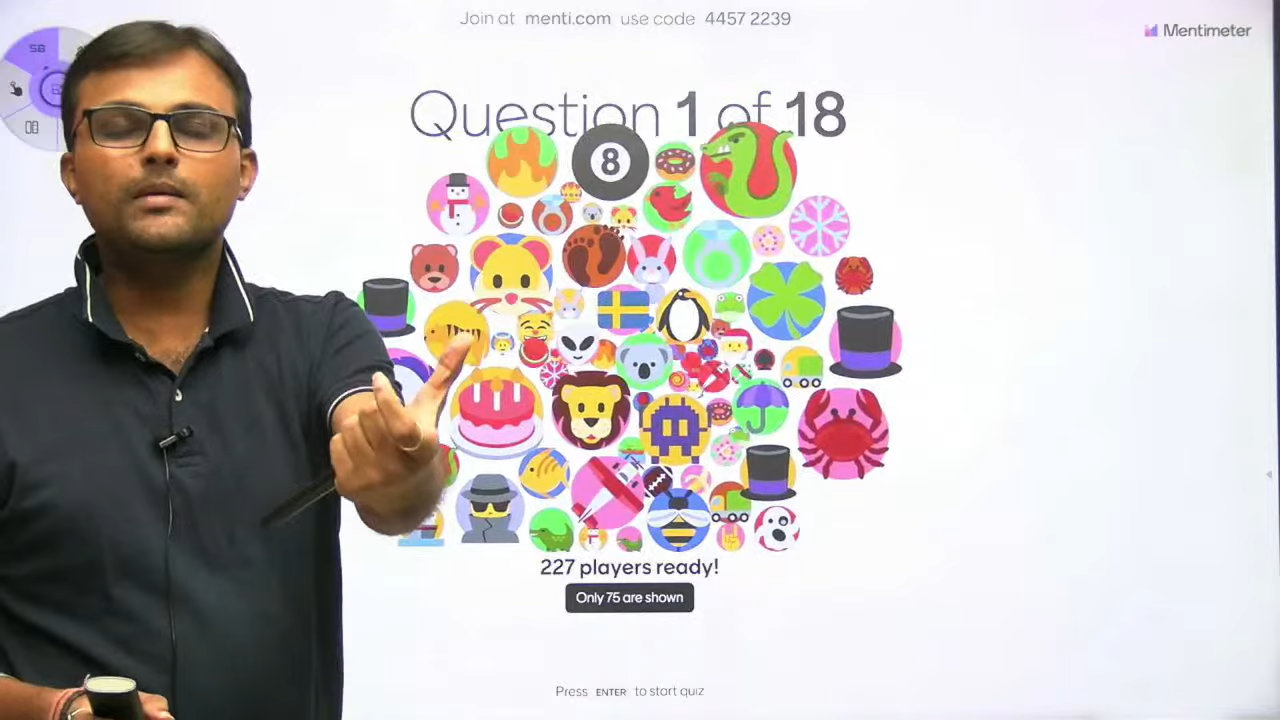 Join at menti.com use code 4457 2239
Mentimeter
SB
Question 1 of 18
8
227 players ready!
Only 75 are shown
Press ENTER to start quiz